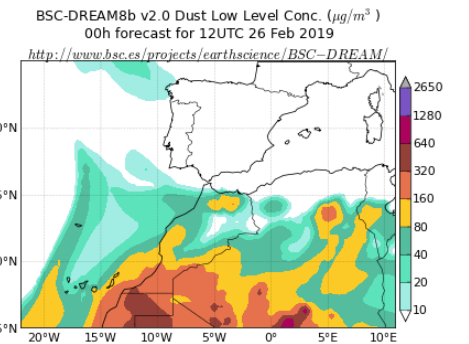 BSC-DREAM8b v2.0 Dust Low Level Conc. (μg/m³ )
00h forecast for 12UTC 26 Feb 2019
http://www.bsc.es/projects/earthscience/BSC−DREAM/
2650
1280
640
320
160
80
40
20
10
°N
5°N
°N
5°N
20°W 15°W 10°W 5°W 0°E 5°E 10°E